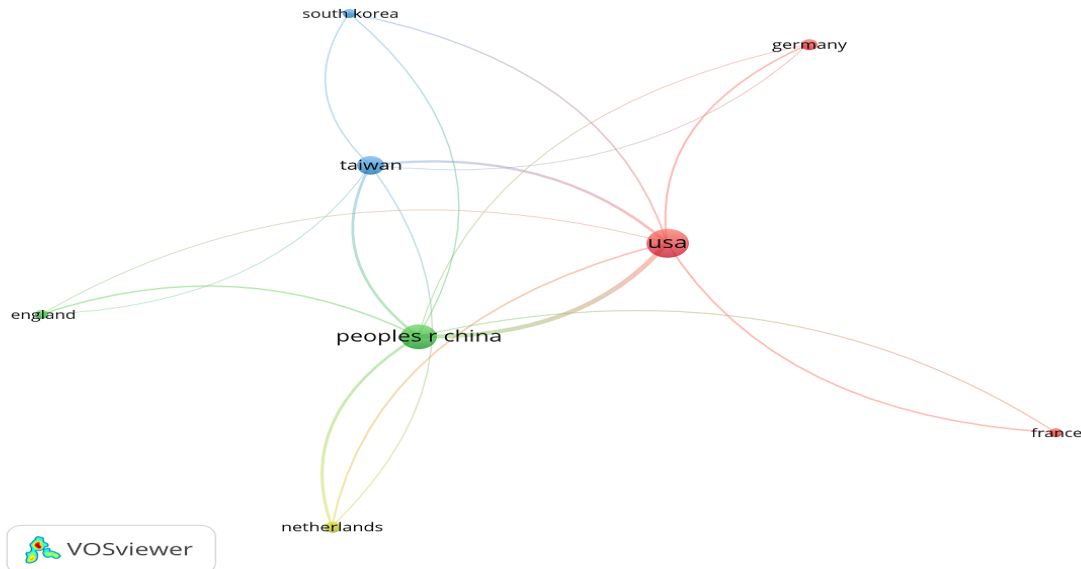 south korea
germany
taiwan
usa
england
peoples r china
france
netherlands
VOSviewer